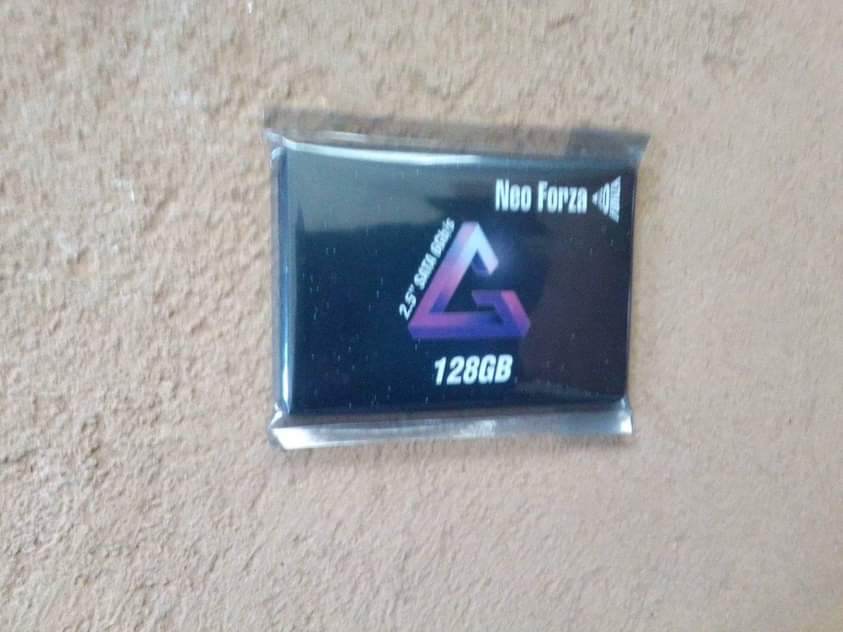 Neo Forza
2.5" SATA 6Gb/s
128GB